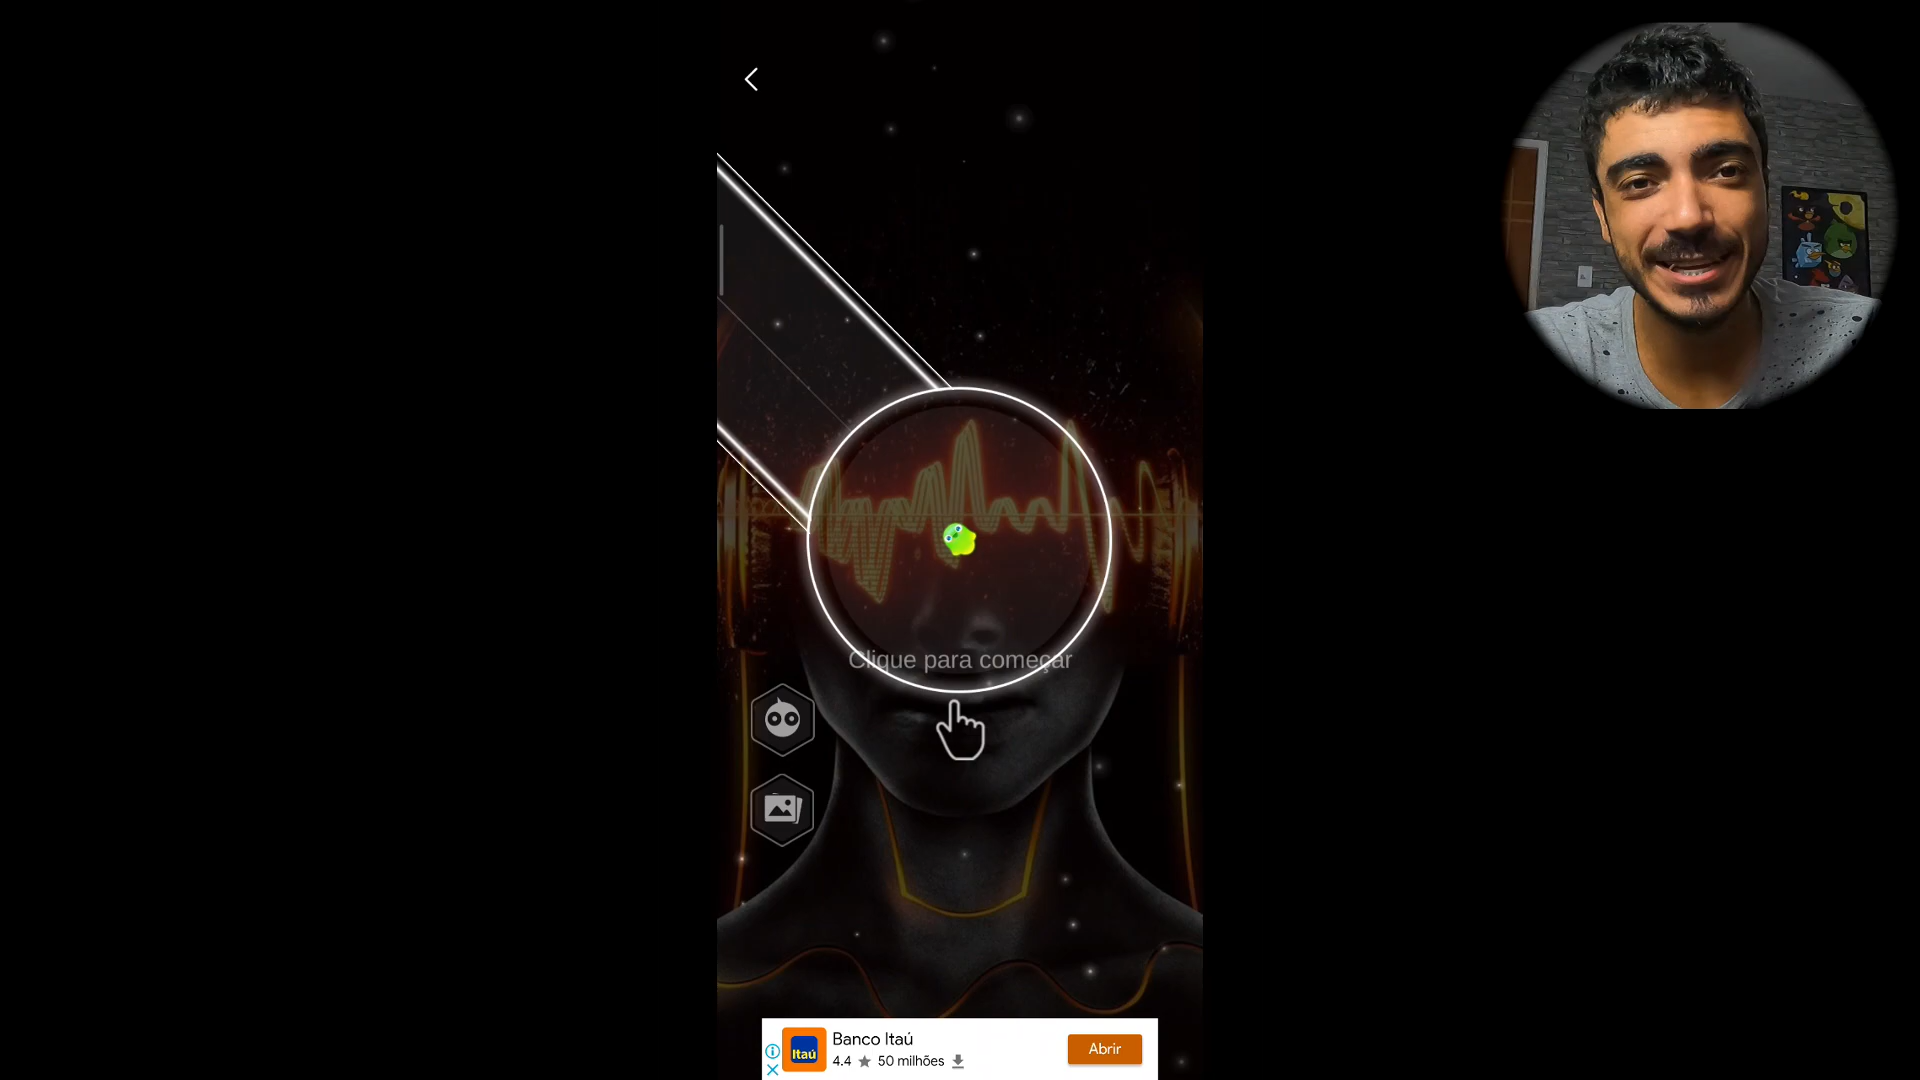 Clique para começar
Banco Itaú
Itaú
4.4 ★ 50 milhões
Abrir